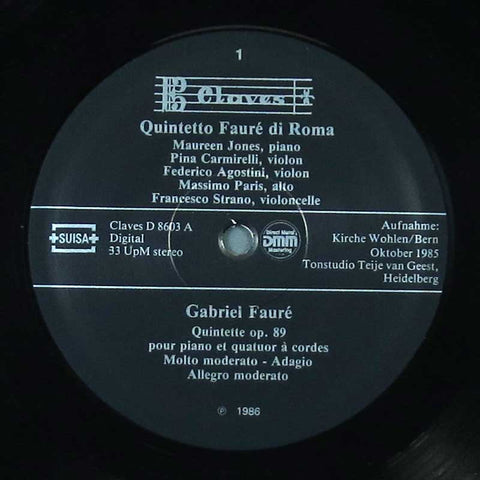 1
Claves
Quintetto Fauré di Roma
Maureen Jones, piano
Pina Carmirelli, violon
Federico Agostini, violon
Massimo Paris, alto
Francesco Strano, violoncelle
SUISA
Claves D 8603 A
Digital
33 UpM stereo
Direct Metal
DMM
Mastering
Aufnahme:
Kirche Wohlen/Bern
Oktober 1985
Tonstudio Teije van Geest,
Heidelberg
Gabriel Fauré
Quintette op. 89
pour piano et quatuor à cordes
Molto moderato - Adagio
Allegro moderato
℗ 1986